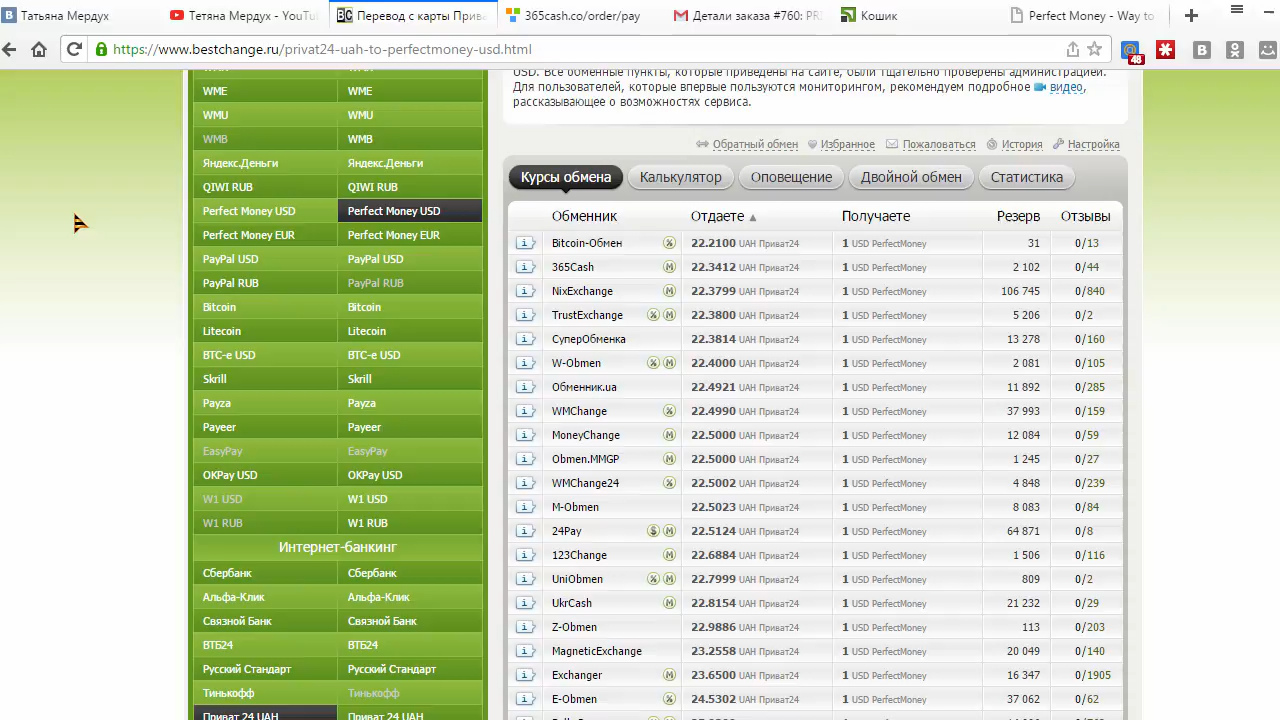 Татьяна Мердух
Тетяна Мердух - YouTu
Перевод с карты Прива
365cash.co/order/pay
Детали заказа #760: PR
Кошик
Perfect Money - Way to
https://www.bestchange.ru/privat24-uah-to-perfectmoney-usd.html
48
USD. Все обменные пункты, которые приведены на сайте, были тщательно проверены администрацией.
Для пользователей, которые впервые пользуются мониторингом, рекомендуем подробное видео,
рассказывающее о возможностях сервиса.
Обратный обмен Избранное Пожаловаться История Настройка
Курсы обмена Калькулятор Оповещение Двойной обмен Статистика
WME WME
WMU WMU
WMB WMB
Яндекс.Деньги Яндекс.Деньги
QIWI RUB QIWI RUB
Perfect Money USD Perfect Money USD
Perfect Money EUR Perfect Money EUR
PayPal USD PayPal USD
PayPal RUB PayPal RUB
Bitcoin Bitcoin
Litecoin Litecoin
BTC-e USD BTC-e USD
Skrill Skrill
Payza Payza
Payeer Payeer
EasyPay EasyPay
OKPay USD OKPay USD
W1 USD W1 USD
W1 RUB W1 RUB
Интернет-банкинг
Сбербанк Сбербанк
Альфа-Клик Альфа-Клик
Связной Банк Связной Банк
ВТБ24 ВТБ24
Русский Стандарт Русский Стандарт
Тинькофф Тинькофф
Приват 24 UAH Приват 24 UAH
Обменник Отдаете ▲ Получаете Резерв Отзывы
Bitcoin-Обмен 22.2100 UAH Приват24 1 USD PerfectMoney 31 0/13
365Cash M 22.3412 UAH Приват24 1 USD PerfectMoney 2 102 0/44
NixExchange M 22.3799 UAH Приват24 1 USD PerfectMoney 106 745 0/840
TrustExchange M 22.3800 UAH Приват24 1 USD PerfectMoney 5 206 0/2
СуперОбменка 22.3814 UAH Приват24 1 USD PerfectMoney 13 278 0/160
W-Obmen M 22.4000 UAH Приват24 1 USD PerfectMoney 2 081 0/105
Обменник.ua 22.4921 UAH Приват24 1 USD PerfectMoney 11 892 0/285
WMChange 22.4990 UAH Приват24 1 USD PerfectMoney 37 993 0/159
MoneyChange M 22.5000 UAH Приват24 1 USD PerfectMoney 12 084 0/59
Obmen.MMGP M 22.5000 UAH Приват24 1 USD PerfectMoney 1 245 0/27
WMChange24 22.5002 UAH Приват24 1 USD PerfectMoney 4 848 0/239
M-Obmen 22.5023 UAH Приват24 1 USD PerfectMoney 8 083 0/84
24Pay $ M 22.5124 UAH Приват24 1 USD PerfectMoney 64 871 0/8
123Change M 22.6884 UAH Приват24 1 USD PerfectMoney 1 506 0/116
UniObmen M 22.7999 UAH Приват24 1 USD PerfectMoney 809 0/2
UkrCash M 22.8154 UAH Приват24 1 USD PerfectMoney 21 232 0/29
Z-Obmen 22.9886 UAH Приват24 1 USD PerfectMoney 113 0/203
MagneticExchange 23.2558 UAH Приват24 1 USD PerfectMoney 20 049 0/140
Exchanger M 23.6500 UAH Приват24 1 USD PerfectMoney 16 347 0/1905
E-Obmen 24.5302 UAH Приват24 1 USD PerfectMoney 37 062 0/62